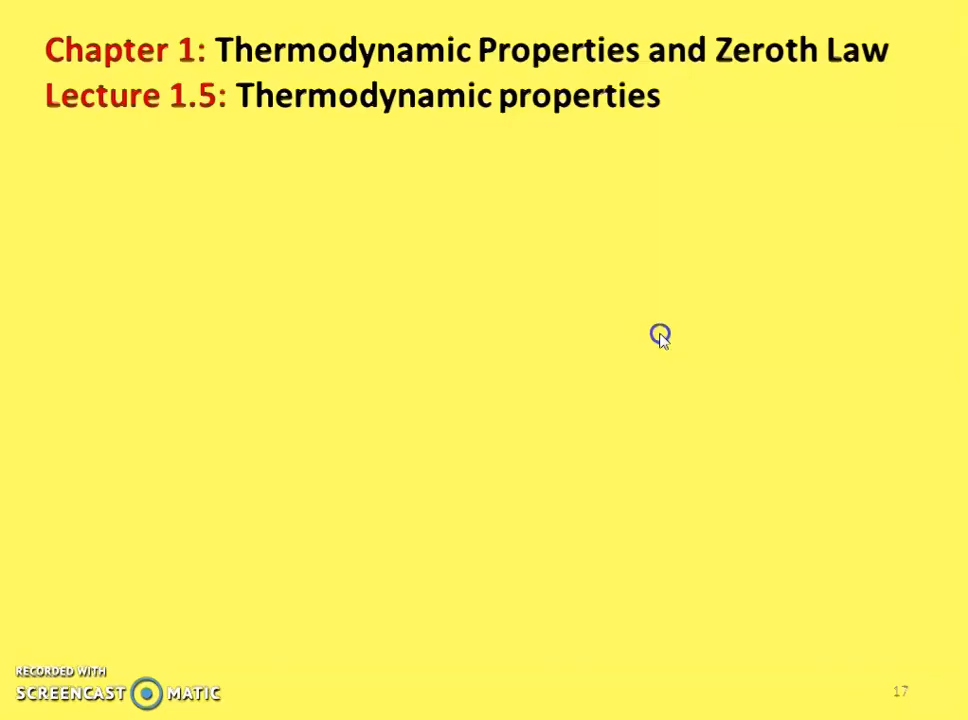 Chapter 1: Thermodynamic Properties and Zeroth Law
Lecture 1.5: Thermodynamic properties
RECORDED WITH
SCREENCAST MATIC
17